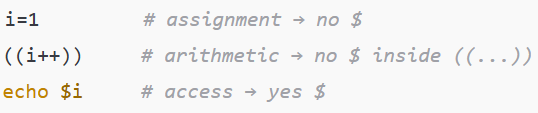 i=1 # assignment → no $
((i++)) # arithmetic → no $ inside ((...))
echo $i # access → yes $